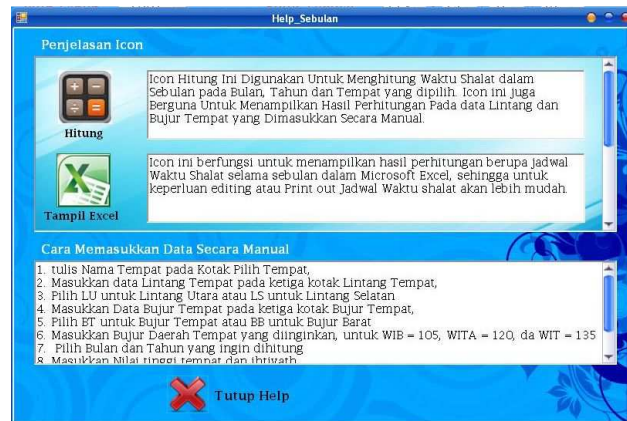 Help_Sebulan
Penjelasan Icon
Icon Hitung Ini Digunakan Untuk Menghitung Waktu Shalat dalam
Sebulan pada Bulan, Tahun dan Tempat yang dipilih. Icon ini juga
Berguna Untuk Menampilkan Hasil Perhitungan Pada data Lintang dan
Bujur Tempat yang Dimasukkan Secara Manual.
Hitung
Icon ini berfungsi untuk menampilkan hasil perhitungan berupa jadwal
Waktu Shalat selama sebulan dalam Microsoft Excel, sehingga untuk
keperluan editing atau Print out Jadwal Waktu shalat akan lebih mudah.
Tampil Excel
Cara Memasukkan Data Secara Manual
1. tulis Nama Tempat pada Kotak Pilih Tempat,
2. Masukkan data Lintang Tempat pada ketiga kotak Lintang Tempat,
3. Pilih LU untuk Lintang Utara atau LS untuk Lintang Selatan
4. Masukkan Data Bujur Tempat pada ketiga kotak Bujur Tempat,
5. Pilih BT untuk Bujur Tempat atau BB untuk Bujur Barat
6. Masukkan Bujur Daerah Tempat yang diinginkan, untuk WIB = 105, WITA = 120, da WIT = 135
7. Pilih Bulan dan Tahun yang ingin dihitung
8. Masukkan Nilai tinggi tempat dan ihtiyath
Tutup Help